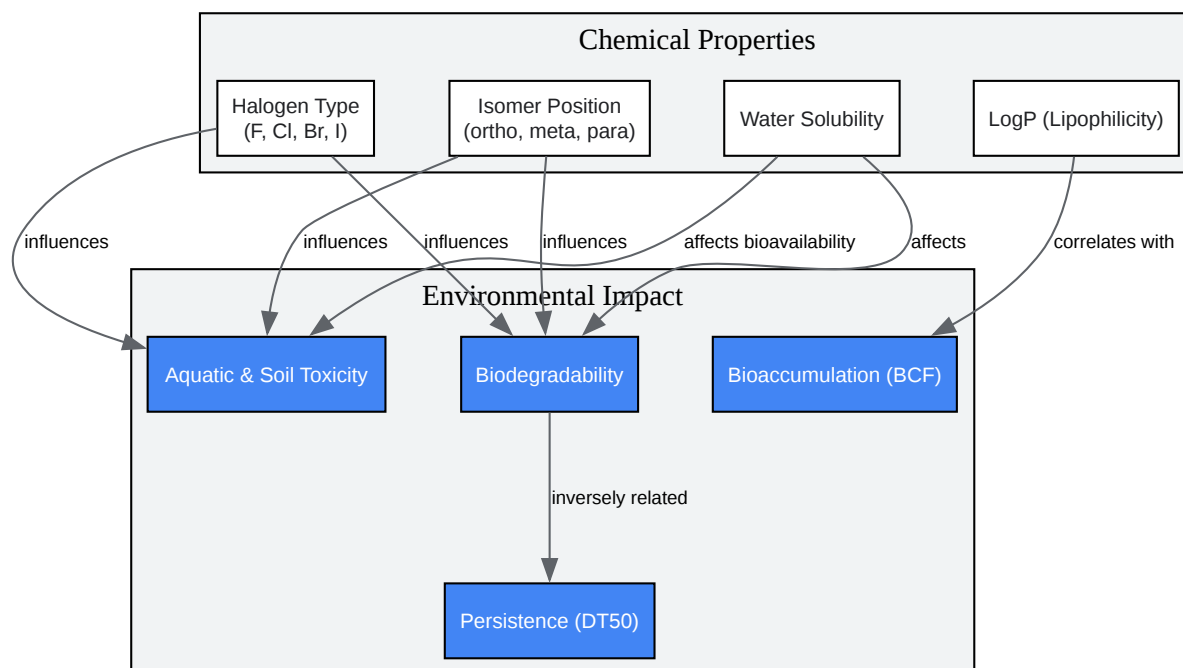 Chemical Properties
Halogen Type
(F, Cl, Br, I)
Isomer Position
(ortho, meta, para)
Water Solubility
LogP (Lipophilicity)
influences
influences
influences
influences
affects bioavailability
affects
correlates with
Environmental Impact
Aquatic & Soil Toxicity
Biodegradability
Bioaccumulation (BCF)
inversely related
Persistence (DT50)